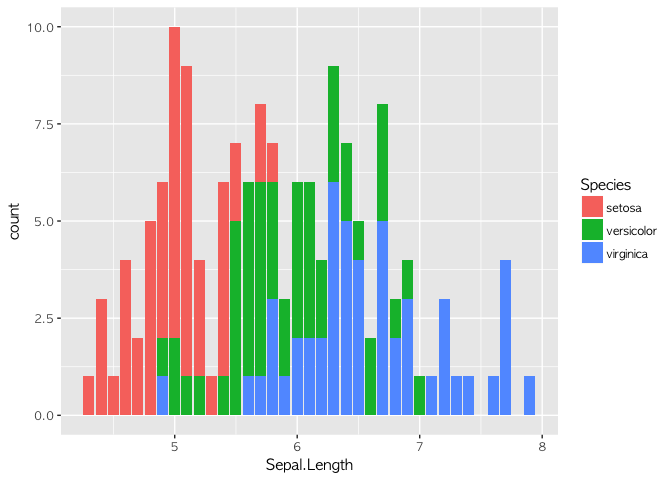 10.0
7.5
5.0
2.5
0.0
count
5 6 7 8
Sepal.Length
Species
setosa
versicolor
virginica